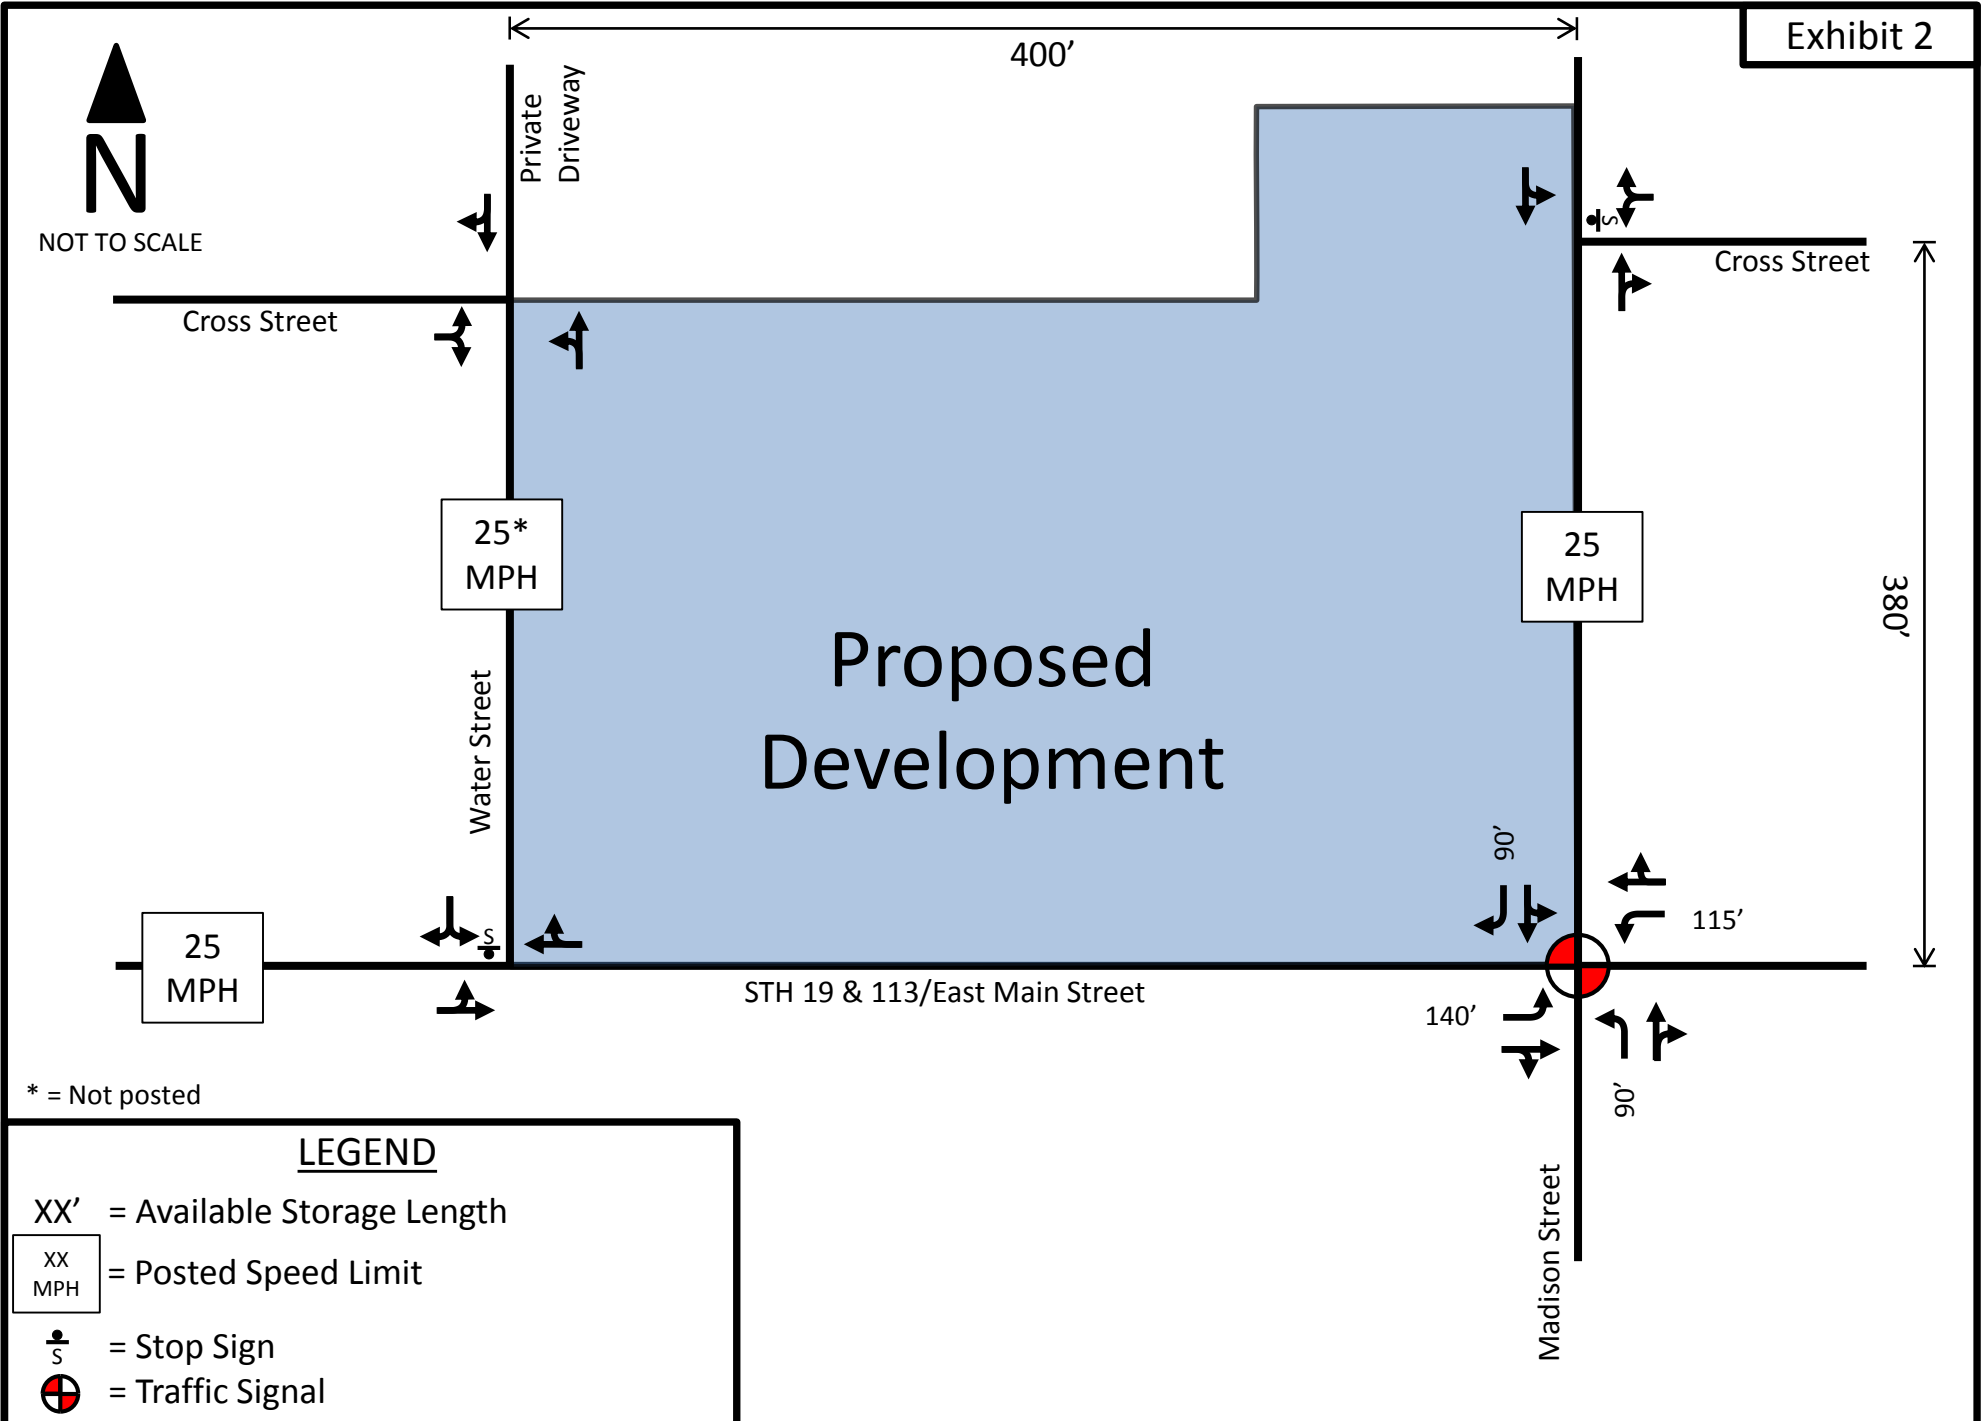 Exhibit 2
400’
Private
Driveway
N
NOT TO SCALE
S
Cross Street
Cross Street
25*
MPH
25
MPH
380’
Proposed
Development
Water Street
90’
115’
25
MPH
S
STH 19 & 113/East Main Street
140’
90’
* = Not posted
Madison Street
LEGEND
XX’ = Available Storage Length
XX
MPH
= Posted Speed Limit
S
= Stop Sign
= Traffic Signal